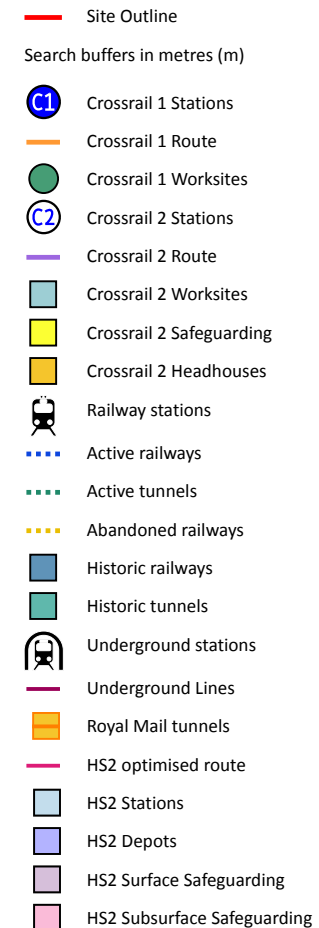 Site Outline
Search buffers in metres (m)
C1 Crossrail 1 Stations
Crossrail 1 Route
Crossrail 1 Worksites
C2 Crossrail 2 Stations
Crossrail 2 Route
Crossrail 2 Worksites
Crossrail 2 Safeguarding
Crossrail 2 Headhouses
Railway stations
Active railways
Active tunnels
Abandoned railways
Historic railways
Historic tunnels
Underground stations
Underground Lines
Royal Mail tunnels
HS2 optimised route
HS2 Stations
HS2 Depots
HS2 Surface Safeguarding
HS2 Subsurface Safeguarding